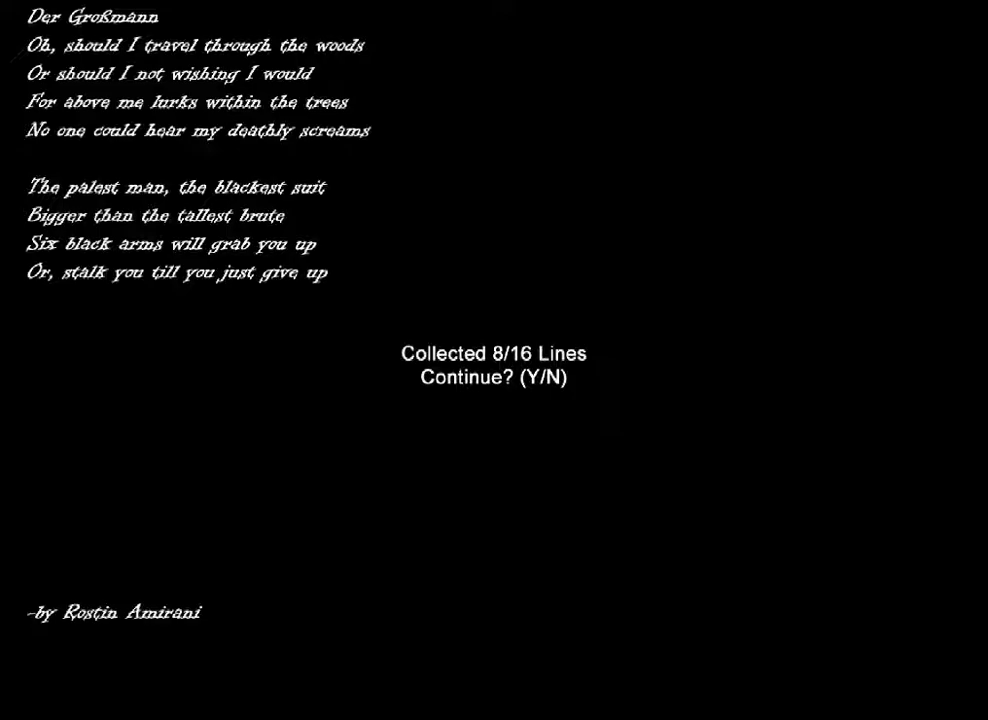 Der Großmann
Oh, should I travel through the woods
Or should I not wishing I would
For above me lurks within the trees
No one could hear my deathly screams
The palest man, the blackest suit
Bigger than the tallest brute
Six black arms will grab you up
Or, stalk you till you just give up
Collected 8/16 Lines
Continue? (Y/N)
-by Rostin Amirani